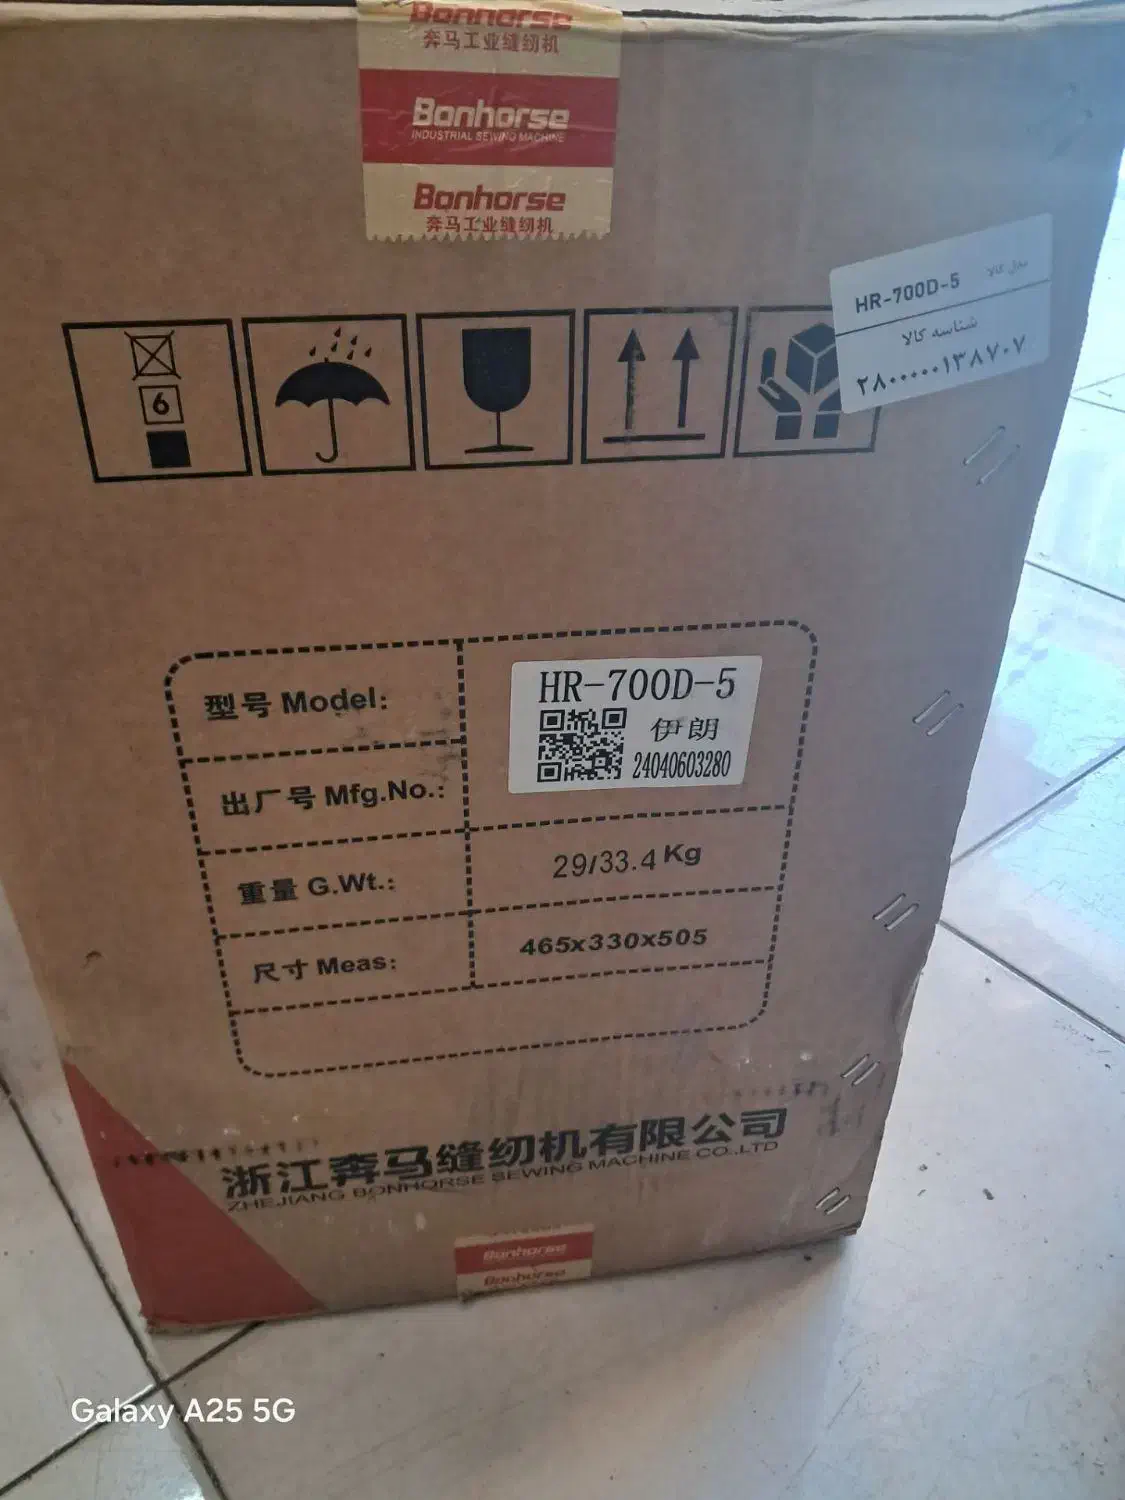 Bonhorse
奔马工业缝纫机
Bonhorse
INDUSTRIAL SEWING MACHINE
Bonhorse
奔马工业缝纫机
مدل کالا HR-700D-5
شناسه کالا
۲۸۰۰۰۰۰۱۳۸۷۰۷
6
型号 Model:
HR-700D-5
伊朗
24040603280
出厂号 Mfg.No.:
重量 G.Wt.: 29/33.4 Kg
尺寸 Meas: 465x330x505
浙江奔马缝纫机有限公司
ZHEJIANG BONHORSE SEWING MACHINE CO.,LTD
Bonhorse
Bonhorse
Galaxy A25 5G